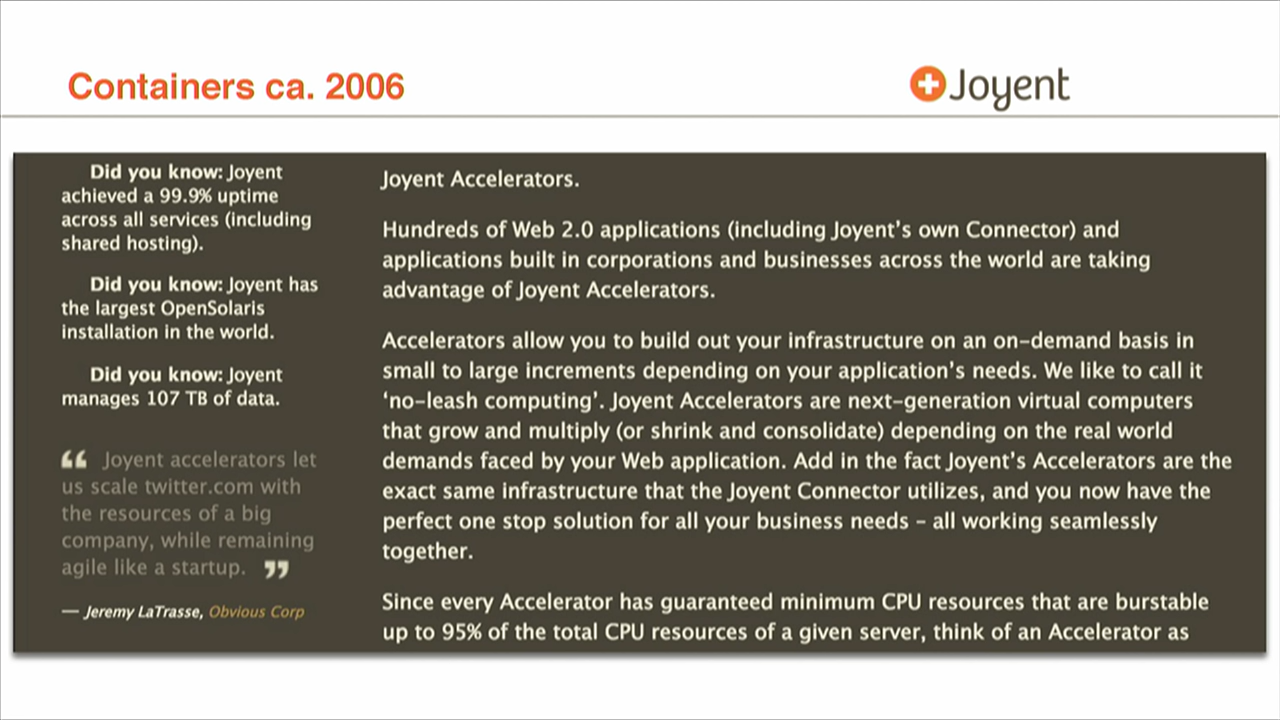 Containers ca. 2006
Joyent
Did you know: Joyent
achieved a 99.9% uptime
across all services (including
shared hosting).
Did you know: Joyent has
the largest OpenSolaris
installation in the world.
Did you know: Joyent
manages 107 TB of data.
“ Joyent accelerators let
us scale twitter.com with
the resources of a big
company, while remaining
agile like a startup. ”
— Jeremy LaTrasse, Obvious Corp
Joyent Accelerators.
Hundreds of Web 2.0 applications (including Joyent’s own Connector) and
applications built in corporations and businesses across the world are taking
advantage of Joyent Accelerators.
Accelerators allow you to build out your infrastructure on an on-demand basis in
small to large increments depending on your application’s needs. We like to call it
‘no-leash computing’. Joyent Accelerators are next-generation virtual computers
that grow and multiply (or shrink and consolidate) depending on the real world
demands faced by your Web application. Add in the fact Joyent’s Accelerators are the
exact same infrastructure that the Joyent Connector utilizes, and you now have the
perfect one stop solution for all your business needs – all working seamlessly
together.
Since every Accelerator has guaranteed minimum CPU resources that are burstable
up to 95% of the total CPU resources of a given server, think of an Accelerator as